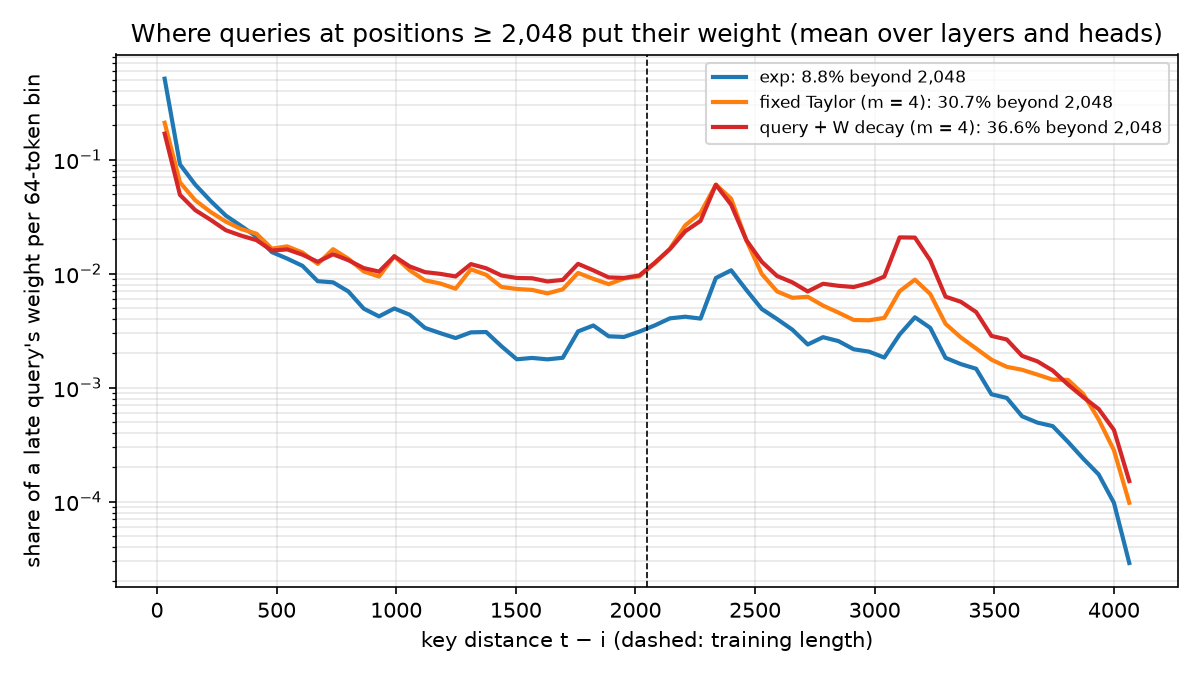 Where queries at positions ≥ 2,048 put their weight (mean over layers and heads)
exp: 8.8% beyond 2,048
fixed Taylor (m = 4): 30.7% beyond 2,048
query + W decay (m = 4): 36.6% beyond 2,048
share of a late query's weight per 64-token bin
10⁻¹
10⁻²
10⁻³
10⁻⁴
0 500 1000 1500 2000 2500 3000 3500 4000
key distance t − i (dashed: training length)